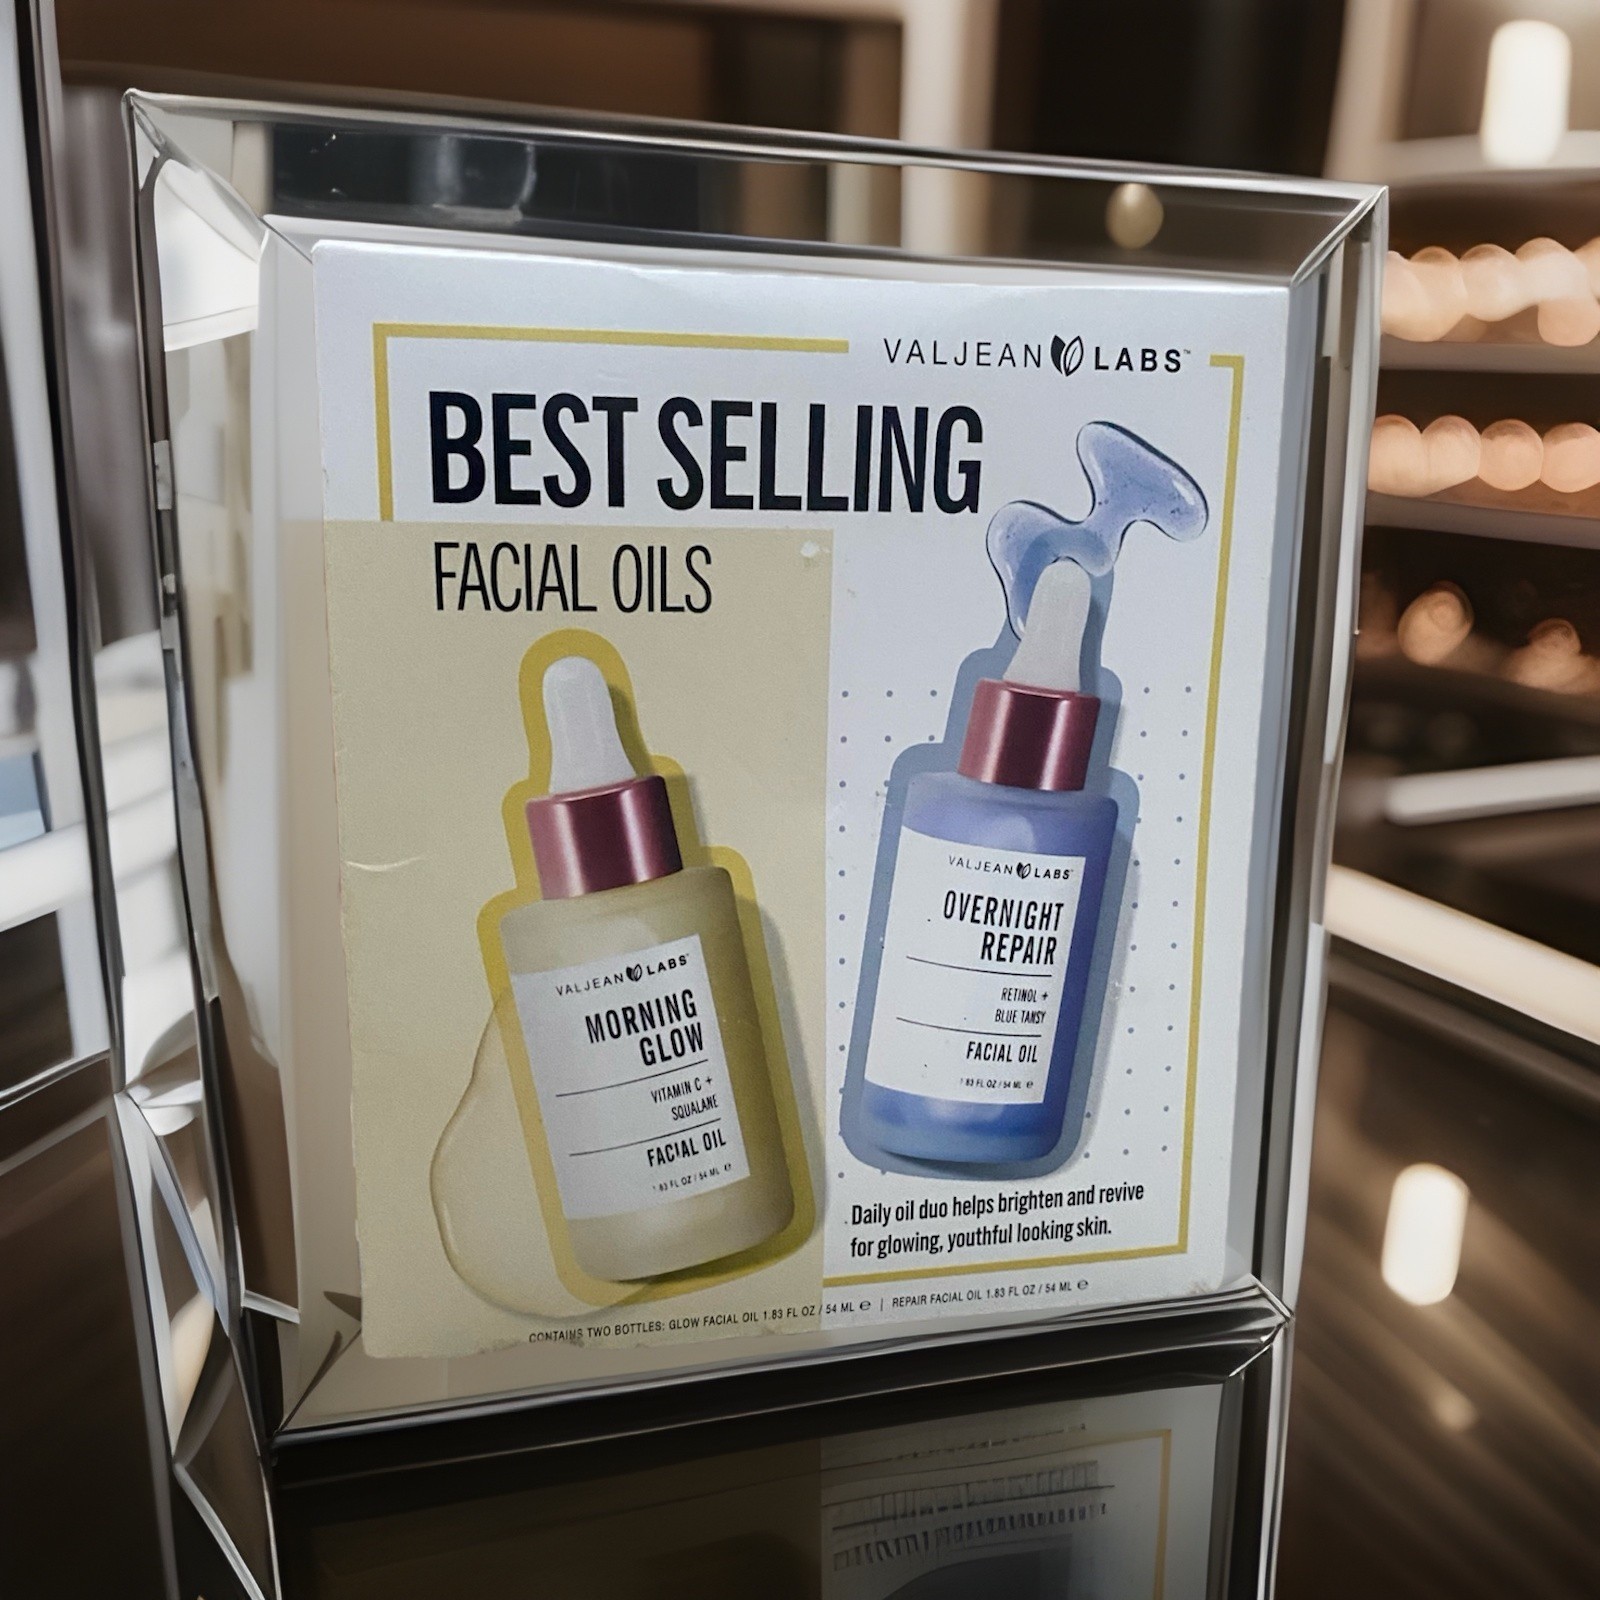 VALJEAN LABS™
BEST SELLING
FACIAL OILS
VALJEAN LABS™
MORNING
GLOW
VITAMIN C +
SQUALANE
FACIAL OIL
1.83 FL OZ / 54 ML ℮
VALJEAN LABS™
OVERNIGHT
REPAIR
RETINOL +
BLUE TANSY
FACIAL OIL
1.83 FL OZ / 54 ML ℮
Daily oil duo helps brighten and revive
for glowing, youthful looking skin.
CONTAINS TWO BOTTLES: GLOW FACIAL OIL 1.83 FL OZ / 54 ML ℮ | REPAIR FACIAL OIL 1.83 FL OZ / 54 ML ℮